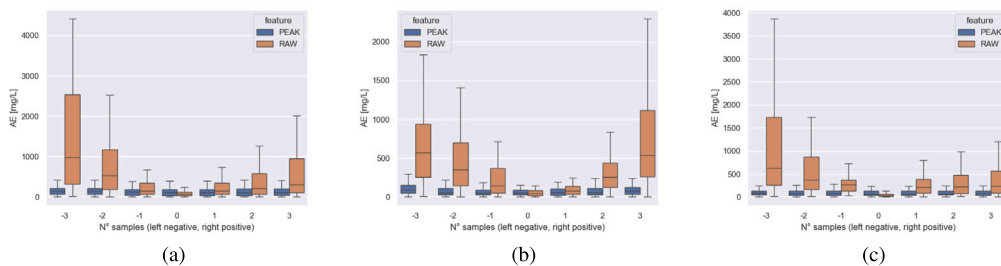 feature
PEAK
RAW
AE [mg/L]
4000
3000
2000
1000
0
-3 -2 -1 0 1 2 3
N° samples (left negative, right positive)
(a)
feature
PEAK
RAW
AE [mg/L]
2000
1500
1000
500
0
-3 -2 -1 0 1 2 3
N° samples (left negative, right positive)
(b)
feature
PEAK
RAW
AE [mg/L]
4000
3500
3000
2500
2000
1500
1000
500
0
-3 -2 -1 0 1 2 3
N° samples (left negative, right positive)
(c)